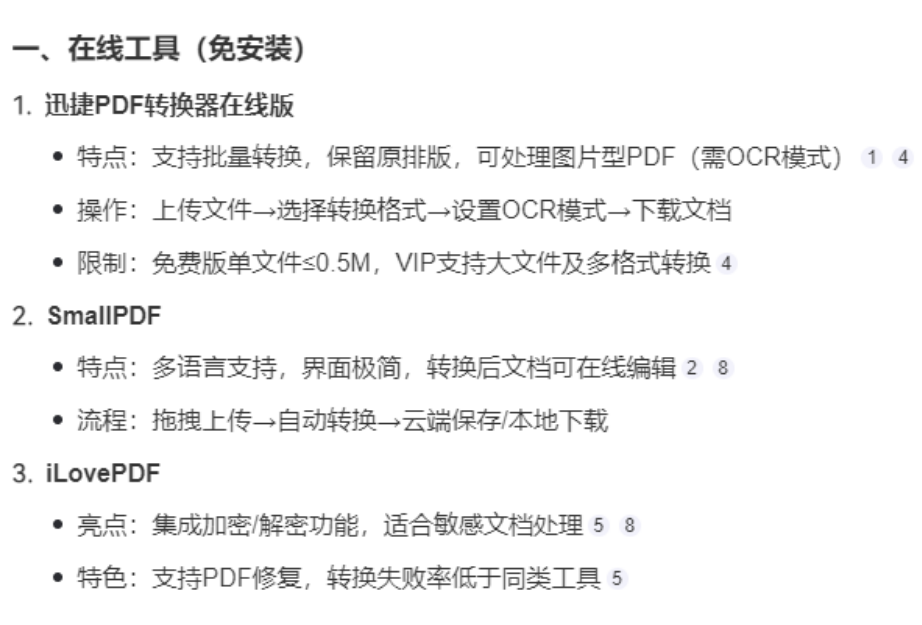 一、在线工具（免安装）
1. 迅捷PDF转换器在线版
• 特点：支持批量转换，保留原排版，可处理图片型PDF（需OCR模式） 1 4
• 操作：上传文件→选择转换格式→设置OCR模式→下载文档
• 限制：免费版单文件≤0.5M，VIP支持大文件及多格式转换 4
2. SmallPDF
• 特点：多语言支持，界面极简，转换后文档可在线编辑 2 8
• 流程：拖拽上传→自动转换→云端保存/本地下载
3. iLovePDF
• 亮点：集成加密/解密功能，适合敏感文档处理 5 8
• 特色：支持PDF修复，转换失败率低于同类工具 5